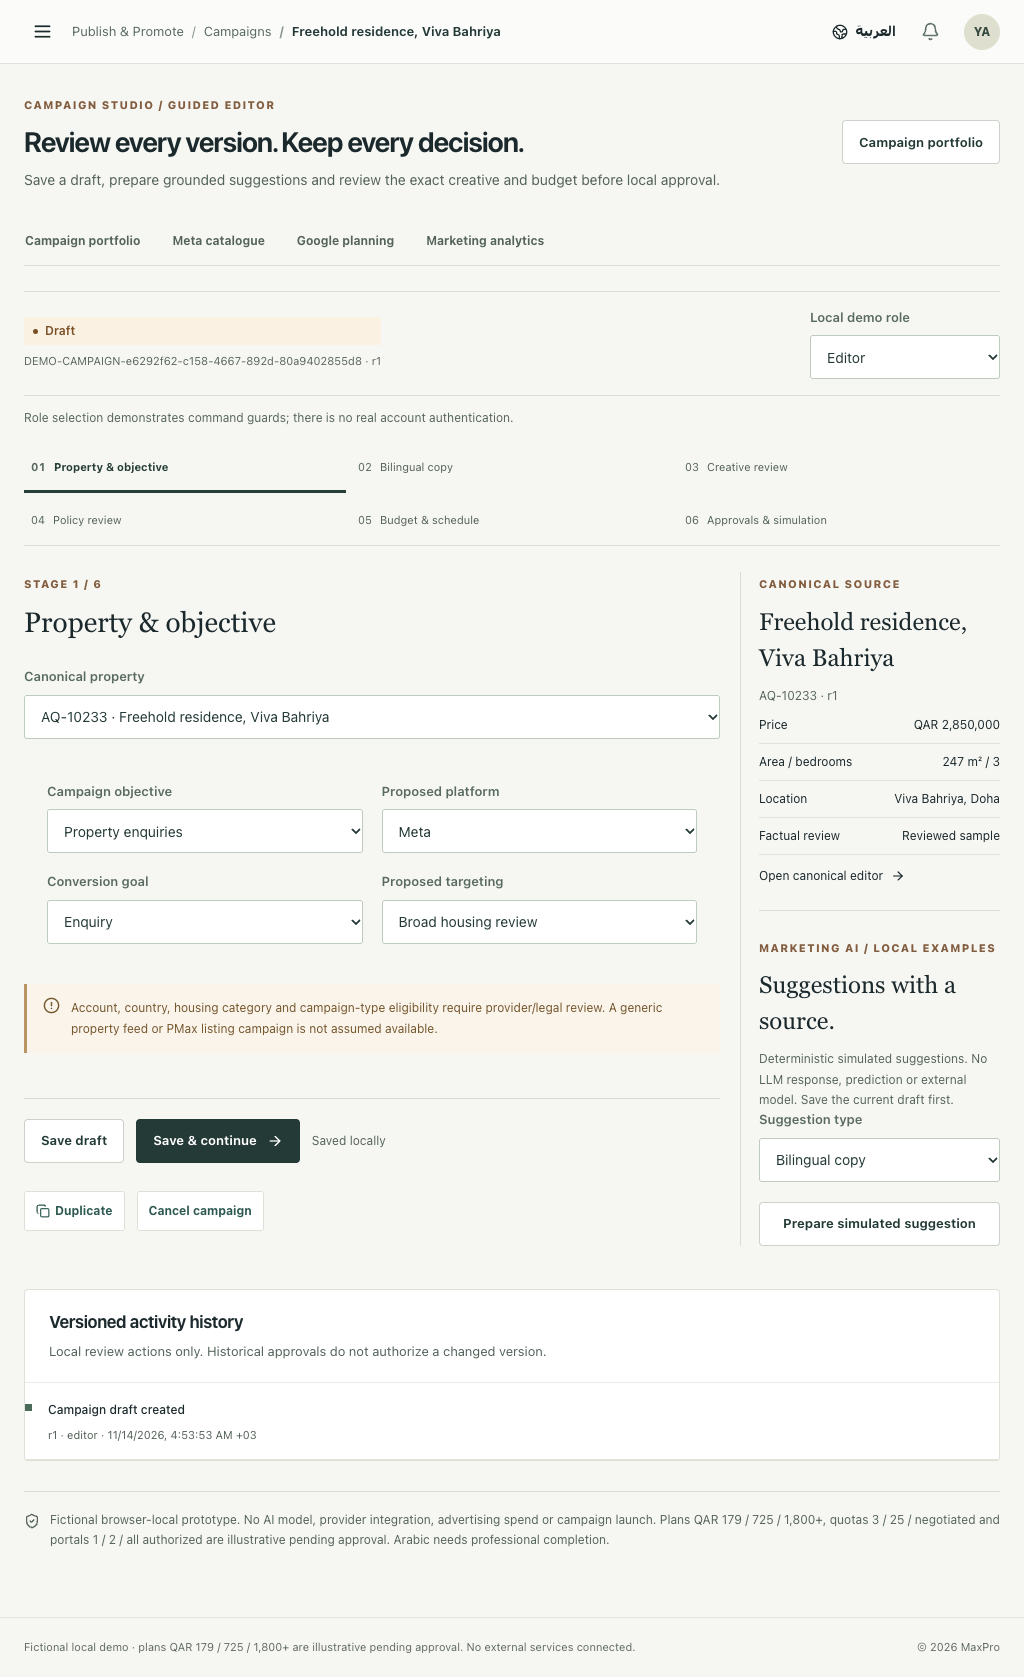 Publish & Promote / Campaigns / Freehold residence, Viva Bahriya
العربية
YA
CAMPAIGN STUDIO / GUIDED EDITOR
Review every version. Keep every decision.
Campaign portfolio
Save a draft, prepare grounded suggestions and review the exact creative and budget before local approval.
Campaign portfolio Meta catalogue Google planning Marketing analytics
Draft
DEMO-CAMPAIGN-e6292f62-c158-4667-892d-80a9402855d8 · r1
Local demo role
Editor
Role selection demonstrates command guards; there is no real account authentication.
01 Property & objective
02 Bilingual copy
03 Creative review
04 Policy review
05 Budget & schedule
06 Approvals & simulation
STAGE 1 / 6
Property & objective
Canonical property
AQ-10233 · Freehold residence, Viva Bahriya
Campaign objective
Property enquiries
Proposed platform
Meta
Conversion goal
Enquiry
Proposed targeting
Broad housing review
Account, country, housing category and campaign-type eligibility require provider/legal review. A generic
property feed or PMax listing campaign is not assumed available.
Save draft
Save & continue
Saved locally
Duplicate
Cancel campaign
CANONICAL SOURCE
Freehold residence,
Viva Bahriya
AQ-10233 · r1
Price QAR 2,850,000
Area / bedrooms 247 m² / 3
Location Viva Bahriya, Doha
Factual review Reviewed sample
Open canonical editor
MARKETING AI / LOCAL EXAMPLES
Suggestions with a
source.
Deterministic simulated suggestions. No
LLM response, prediction or external
model. Save the current draft first.
Suggestion type
Bilingual copy
Prepare simulated suggestion
Versioned activity history
Local review actions only. Historical approvals do not authorize a changed version.
Campaign draft created
r1 · editor · 11/14/2026, 4:53:53 AM +03
Fictional browser-local prototype. No AI model, provider integration, advertising spend or campaign launch. Plans QAR 179 / 725 / 1,800+, quotas 3 / 25 / negotiated and
portals 1 / 2 / all authorized are illustrative pending approval. Arabic needs professional completion.
Fictional local demo · plans QAR 179 / 725 / 1,800+ are illustrative pending approval. No external services connected.
© 2026 MaxPro